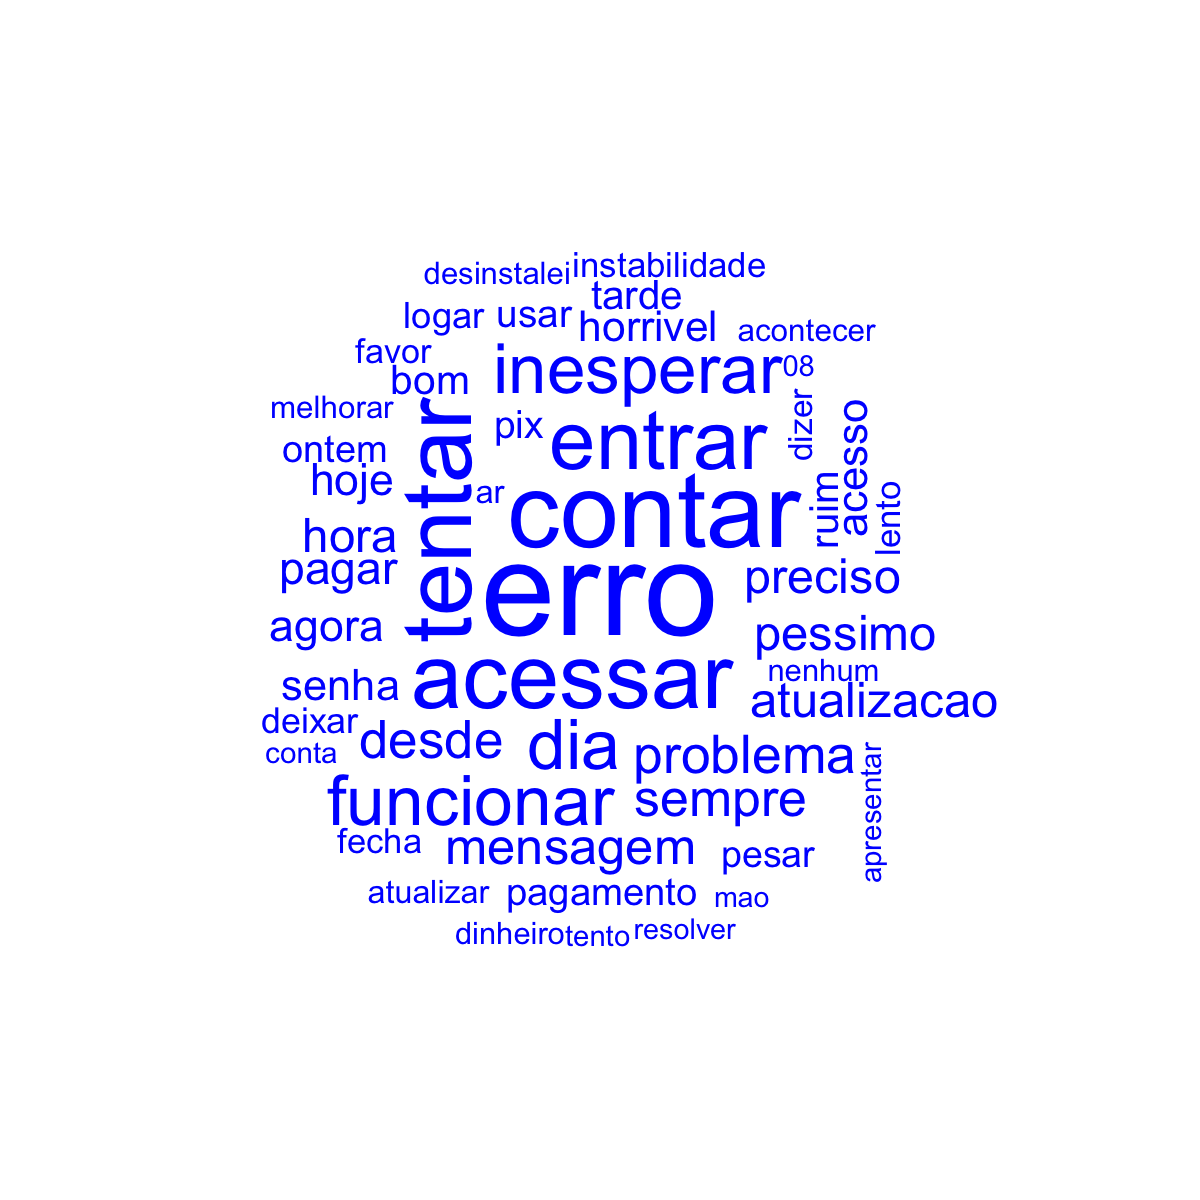 desinstalei
instabilidade
tarde
logar
usar
horrivel
acontecer
favor
bom
inesperar
08
melhorar
tentar
pix
entrar
dizer
acesso
ontem
hoje
ar
contar
ruim
lento
hora
pagar
erro
preciso
agora
pessimo
senha
acessar
nenhum
atualizacao
deixar
conta
desde
dia
problema
apresentar
funcionar
sempre
fecha
mensagem
pesar
atualizar
pagamento
mao
dinheiro
tento
resolver